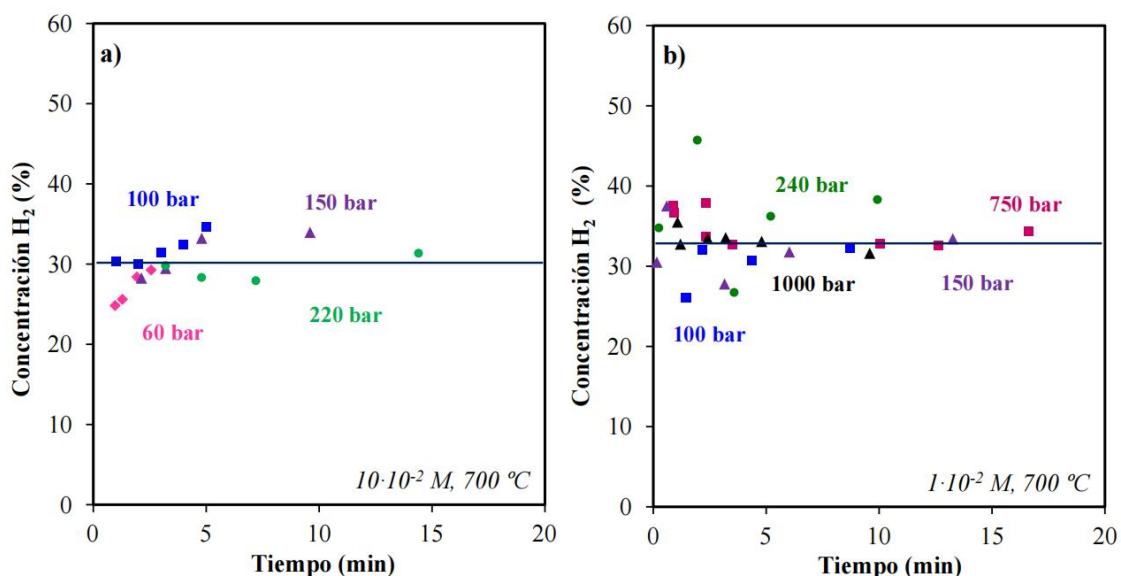 a)
Concentración H2 (%)
60
50
40
30
20
10
0
100 bar
150 bar
60 bar
220 bar
10·10-2 M, 700 ºC
0
5
10
15
20
Tiempo (min)
b)
Concentración H2 (%)
60
50
40
30
20
10
0
240 bar
750 bar
1000 bar
150 bar
100 bar
1·10-2 M, 700 ºC
0
5
10
15
20
Tiempo (min)